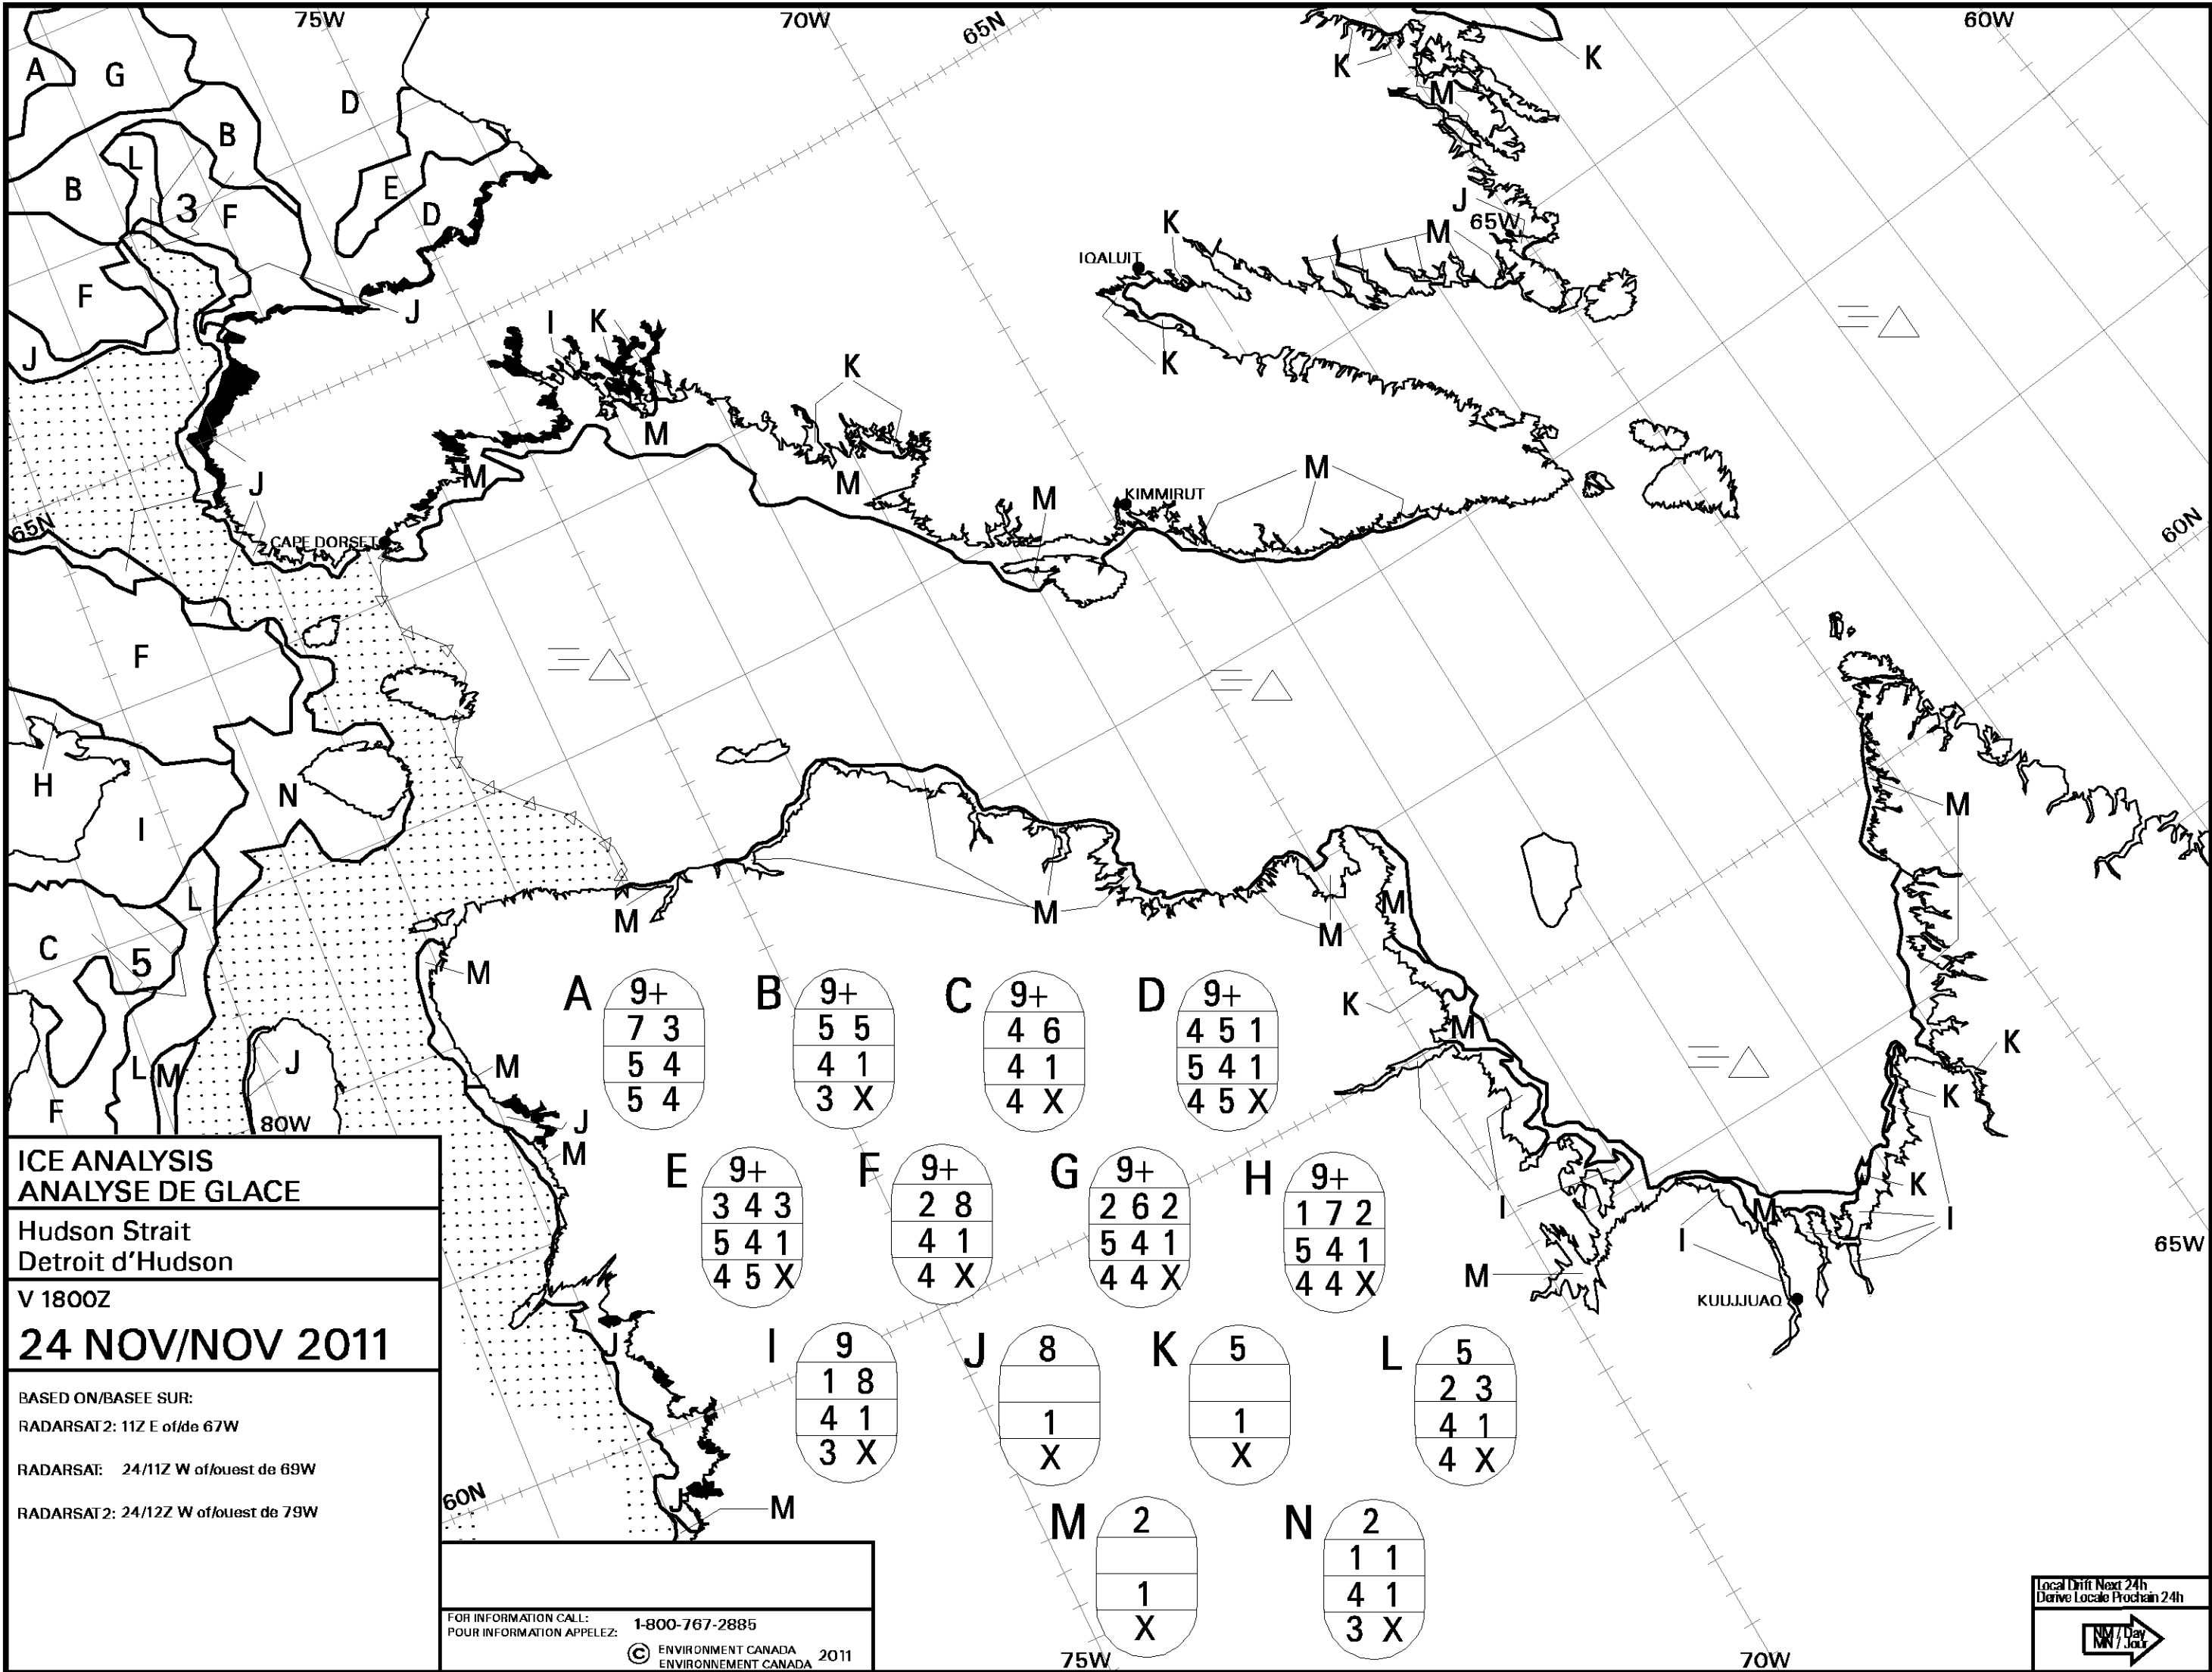 75W
70W
65N
60W
A
G
D
K
K
M
B
L
B
3
F
E
D
J
65W
K
M
IQALUIT
F
J
I
K
K
K
J
M
M
M
M
M
KIMMIRUT
J
65N
CAPE DORSET
60N
F
H
N
I
M
L
M
M
M
M
C
5
M
K
M
K
J
L
M
M
F
80W
J
M
K
K
I
I
M
I
M
KUUJJUAQ
65W
J
J
M
60N
75W
70W
A
9+
7 3
5 4
5 4
B
9+
5 5
4 1
3 X
C
9+
4 6
4 1
4 X
D
9+
4 5 1
5 4 1
4 5 X
E
9+
3 4 3
5 4 1
4 5 X
F
9+
2 8
4 1
4 X
G
9+
2 6 2
5 4 1
4 4 X
H
9+
1 7 2
5 4 1
4 4 X
I
9
1 8
4 1
3 X
J
8
1
X
K
5
1
X
L
5
2 3
4 1
4 X
M
2
1
X
N
2
1 1
4 1
3 X
ICE ANALYSIS
ANALYSE DE GLACE
Hudson Strait
Detroit d'Hudson
V 1800Z
24 NOV/NOV 2011
BASED ON/BASEE SUR:
RADARSAT2: 11Z E of/de 67W
RADARSAT: 24/11Z W of/ouest de 69W
RADARSAT2: 24/12Z W of/ouest de 79W
FOR INFORMATION CALL: 1-800-767-2885
POUR INFORMATION APPELEZ:
© ENVIRONMENT CANADA 2011
ENVIRONNEMENT CANADA
Local Drift Next 24h
Derive Locale Prochain 24h
NM / Day
MN / Jour